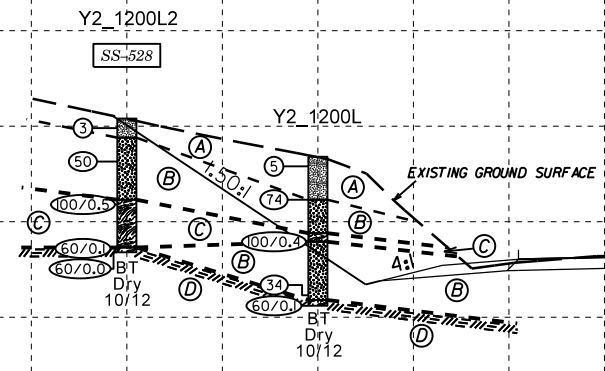 Y2_1200L2
SS-528
Y2_1200L
3
A
5
50
B
1.50:1
A
EXISTING GROUND SURFACE
74
100/0.5
B
C
C
100/0.4
C
60/0.1
B
4:1
60/0.0
BT
D
34
B
Dry
60/0.1
10/12
BT
D
Dry
10/12